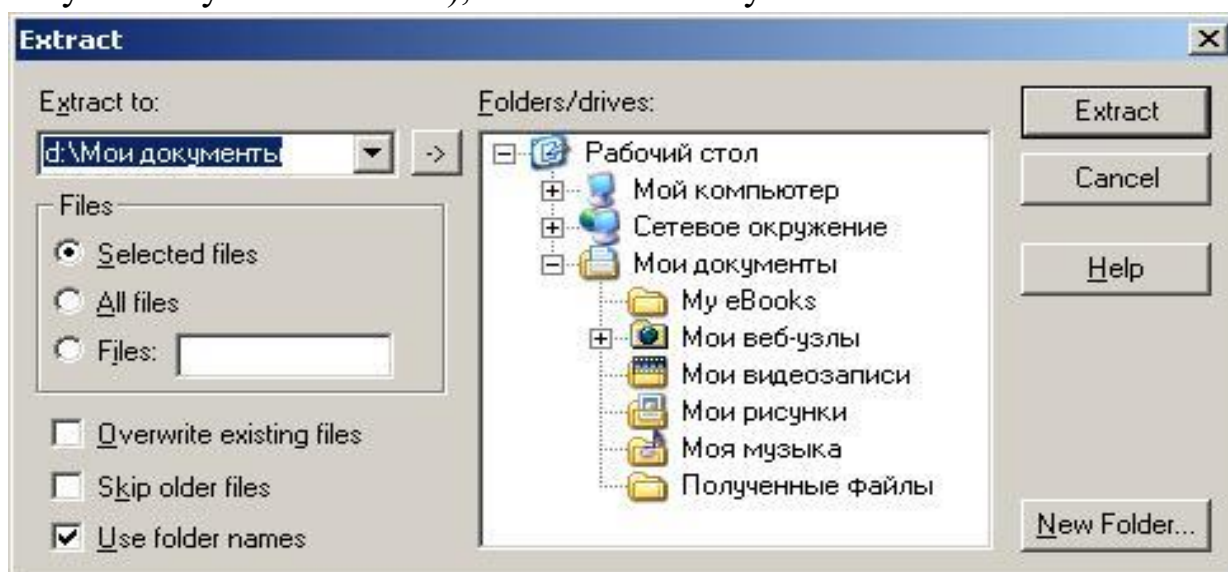 Extract
Extract to:
d:\Мои документы
->
Files
Selected files
All files
Files:
Overwrite existing files
Skip older files
Use folder names
Folders/drives:
Рабочий стол
Мой компьютер
Сетевое окружение
Мои документы
My eBooks
Мои веб-узлы
Мои видеозаписи
Мои рисунки
Моя музыка
Полученные файлы
Extract
Cancel
Help
New Folder...